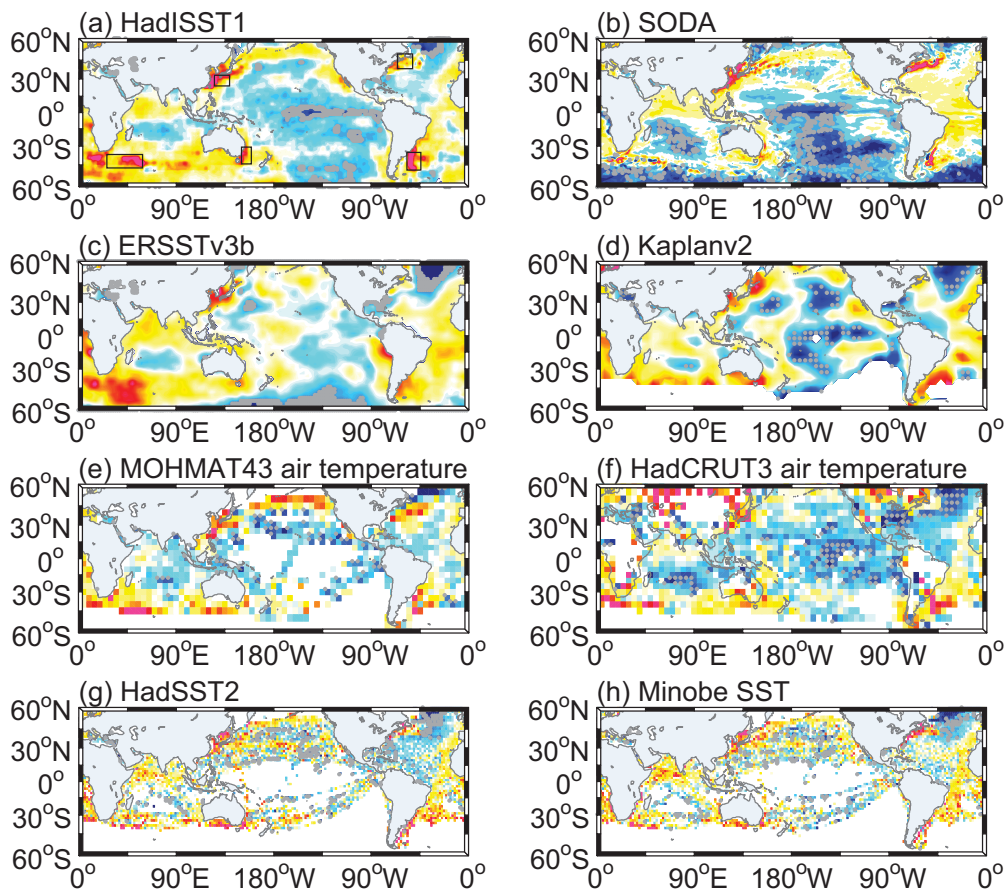 (a) HadISST1
(b) SODA
60°N
30°N
0°
30°S
60°S
0° 90°E 180°W 90°W 0°
60°N
30°N
0°
30°S
60°S
0° 90°E 180°W 90°W 0°
(c) ERSSTv3b
(d) Kaplanv2
60°N
30°N
0°
30°S
60°S
0° 90°E 180°W 90°W 0°
60°N
30°N
0°
30°S
60°S
0° 90°E 180°W 90°W 0°
(e) MOHMAT43 air temperature
(f) HadCRUT3 air temperature
60°N
30°N
0°
30°S
60°S
0° 90°E 180°W 90°W 0°
60°N
30°N
0°
30°S
60°S
0° 90°E 180°W 90°W 0°
(g) HadSST2
(h) Minobe SST
60°N
30°N
0°
30°S
60°S
0° 90°E 180°W 90°W 0°
60°N
30°N
0°
30°S
60°S
0° 90°E 180°W 90°W 0°